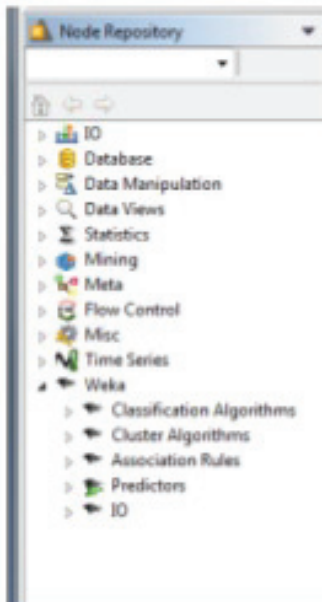 Node Repository
IO
Database
Data Manipulation
Data Views
Statistics
Mining
Meta
Flow Control
Misc
Time Series
Weka
Classification Algorithms
Cluster Algorithms
Association Rules
Predictors
IO